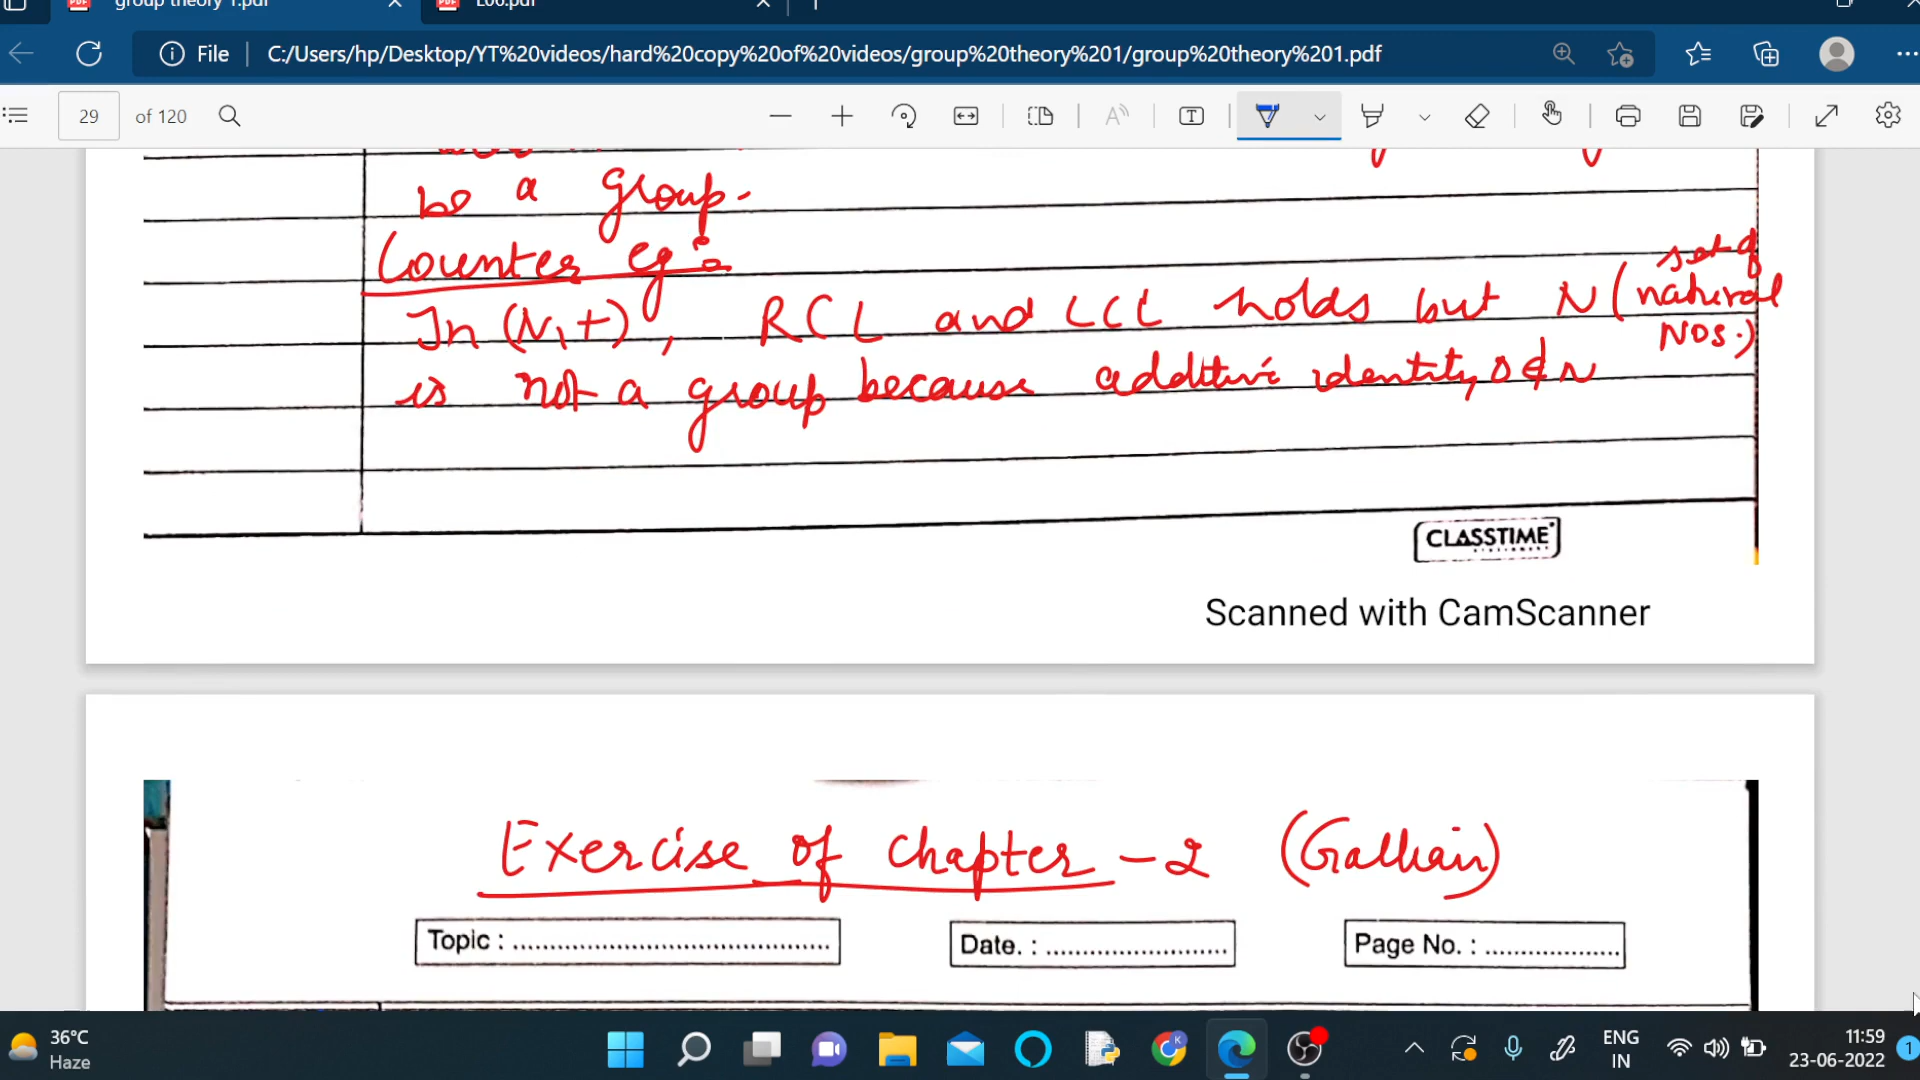 group theory 1.pdf
L06.pdf
File C:/Users/hp/Desktop/YT%20videos/hard%20copy%20of%20videos/group%20theory%201/group%20theory%201.pdf
29 of 120
be a group.
Counter eg:
In (N,+), RCL and LCL holds but N (set of natural Nos.)
is not a group because additive identity, 0 ∉ N
CLASSTIME
Scanned with CamScanner
Exercise of Chapter-2 (Gallian)
Topic :
Date. :
Page No. :
36°C
Haze
ENG
IN
11:59
23-06-2022
1